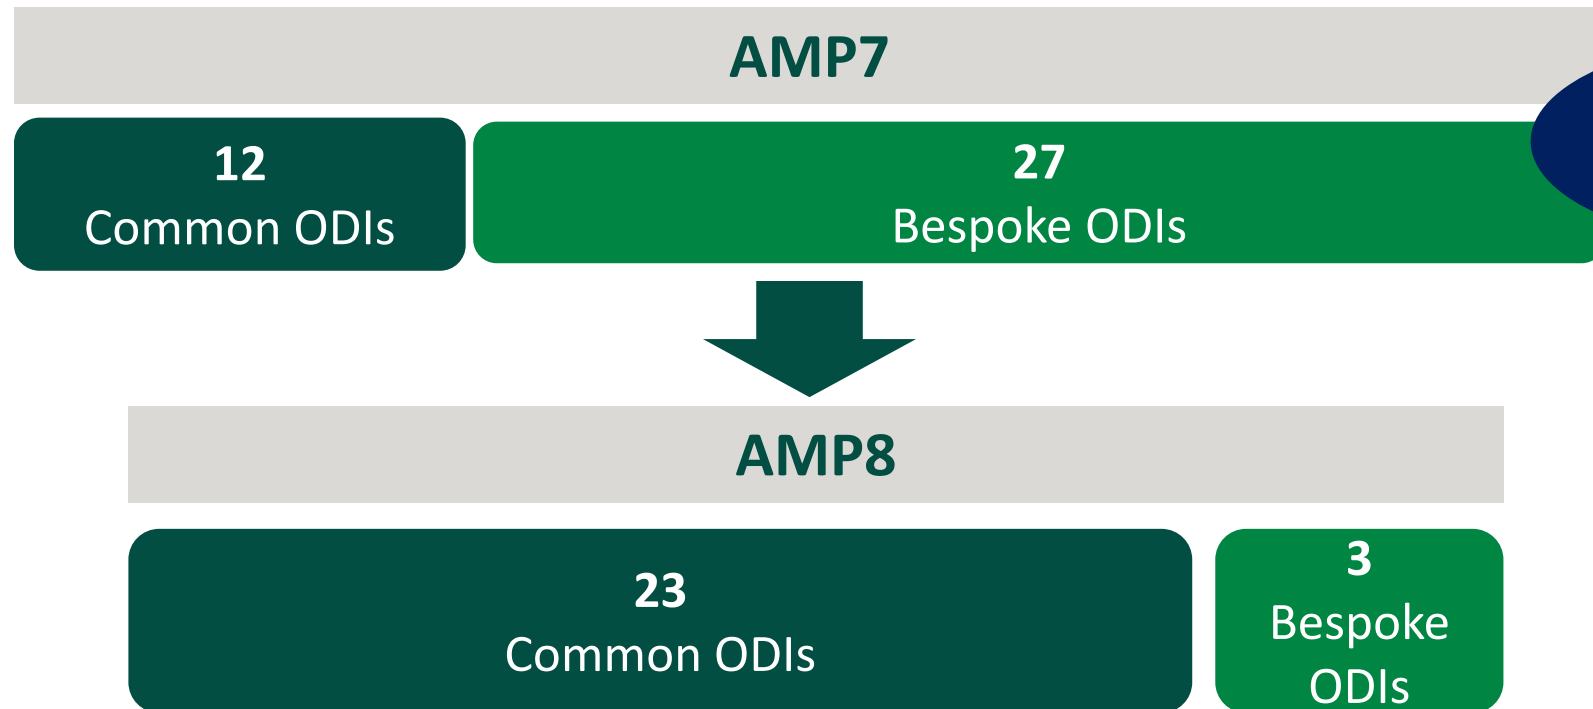 AMP7
12
Common ODIs
27
Bespoke ODIs
AMP8
23
Common ODIs
3
Bespoke
ODIs